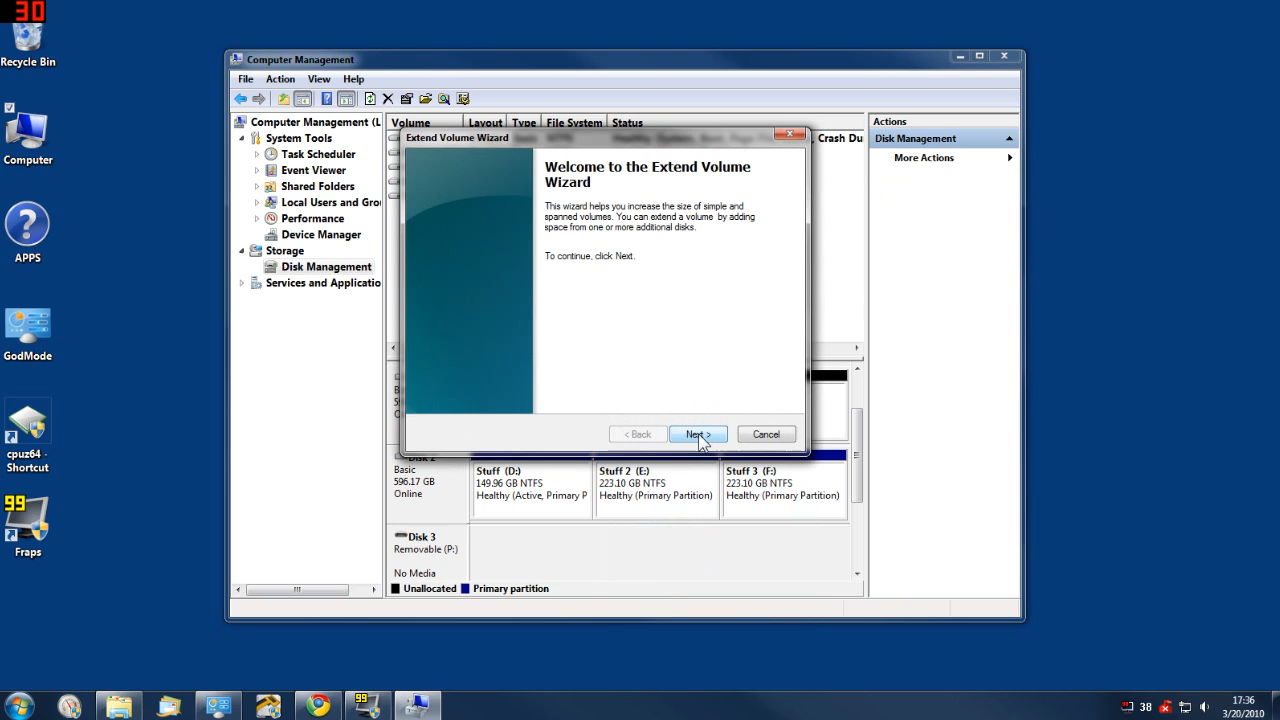 30
Recycle Bin
Computer
APPS
GodMode
cpuz64 -
Shortcut
99
Fraps
Computer Management
File Action View Help
Computer Management (L
System Tools
Task Scheduler
Event Viewer
Shared Folders
Local Users and Gro
Performance
Device Manager
Storage
Disk Management
Services and Applicatio
Volume Layout Type File System Status
Crash Du
Actions
Disk Management
More Actions
Extend Volume Wizard
Welcome to the Extend Volume
Wizard
This wizard helps you increase the size of simple and
spanned volumes. You can extend a volume by adding
space from one or more additional disks.
To continue, click Next.
< Back Next > Cancel
Basic
596.17 GB
Online
Stuff (D:)
149.96 GB NTFS
Healthy (Active, Primary P
Stuff 2 (E:)
223.10 GB NTFS
Healthy (Primary Partition)
Stuff 3 (F:)
223.10 GB NTFS
Healthy (Primary Partition)
Disk 3
Removable (P:)
No Media
Unallocated Primary partition
99
38
17:36
3/20/2010